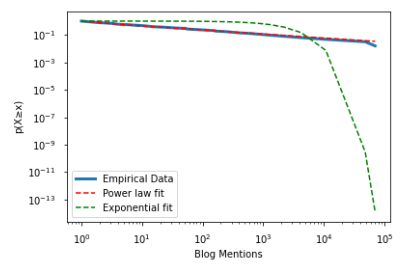 10⁻¹
10⁻³
10⁻⁵
10⁻⁷
10⁻⁹
10⁻¹¹
10⁻¹³
p(X≥x)
Empirical Data
Power law fit
Exponential fit
10⁰ 10¹ 10² 10³ 10⁴ 10⁵
Blog Mentions